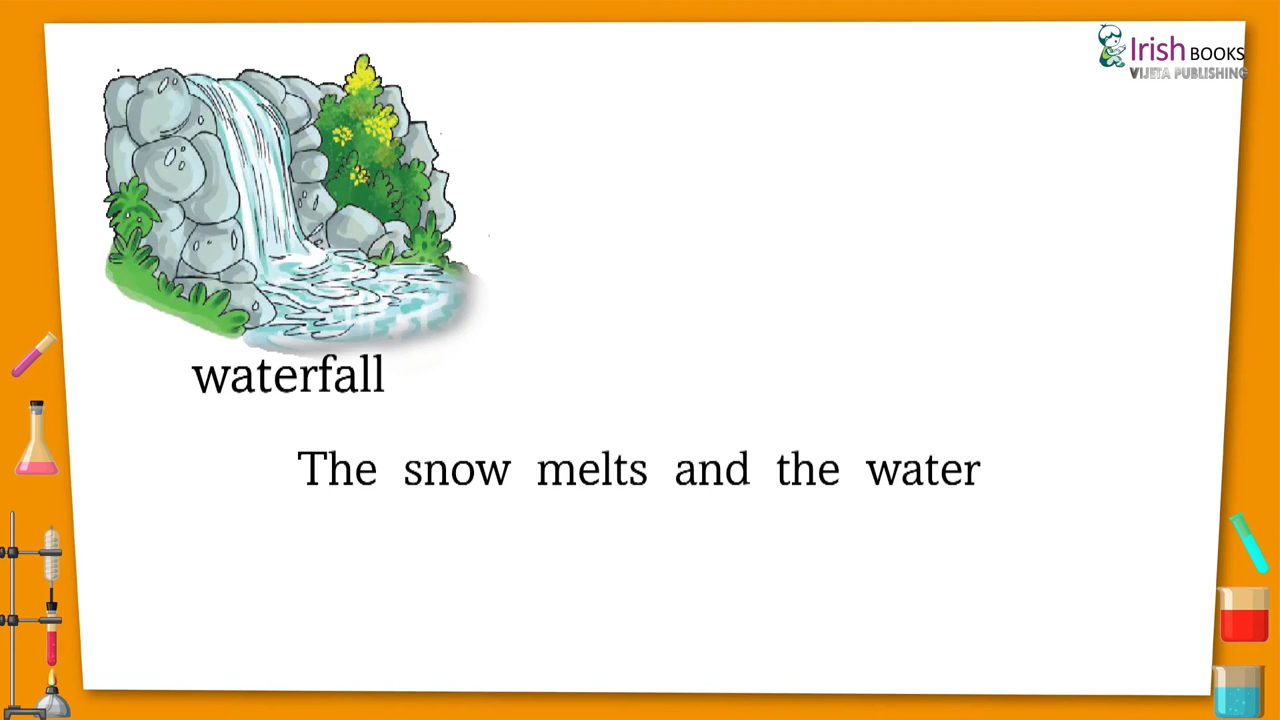 Irish BOOKS
VIJETA PUBLISHING
waterfall
The snow melts and the water